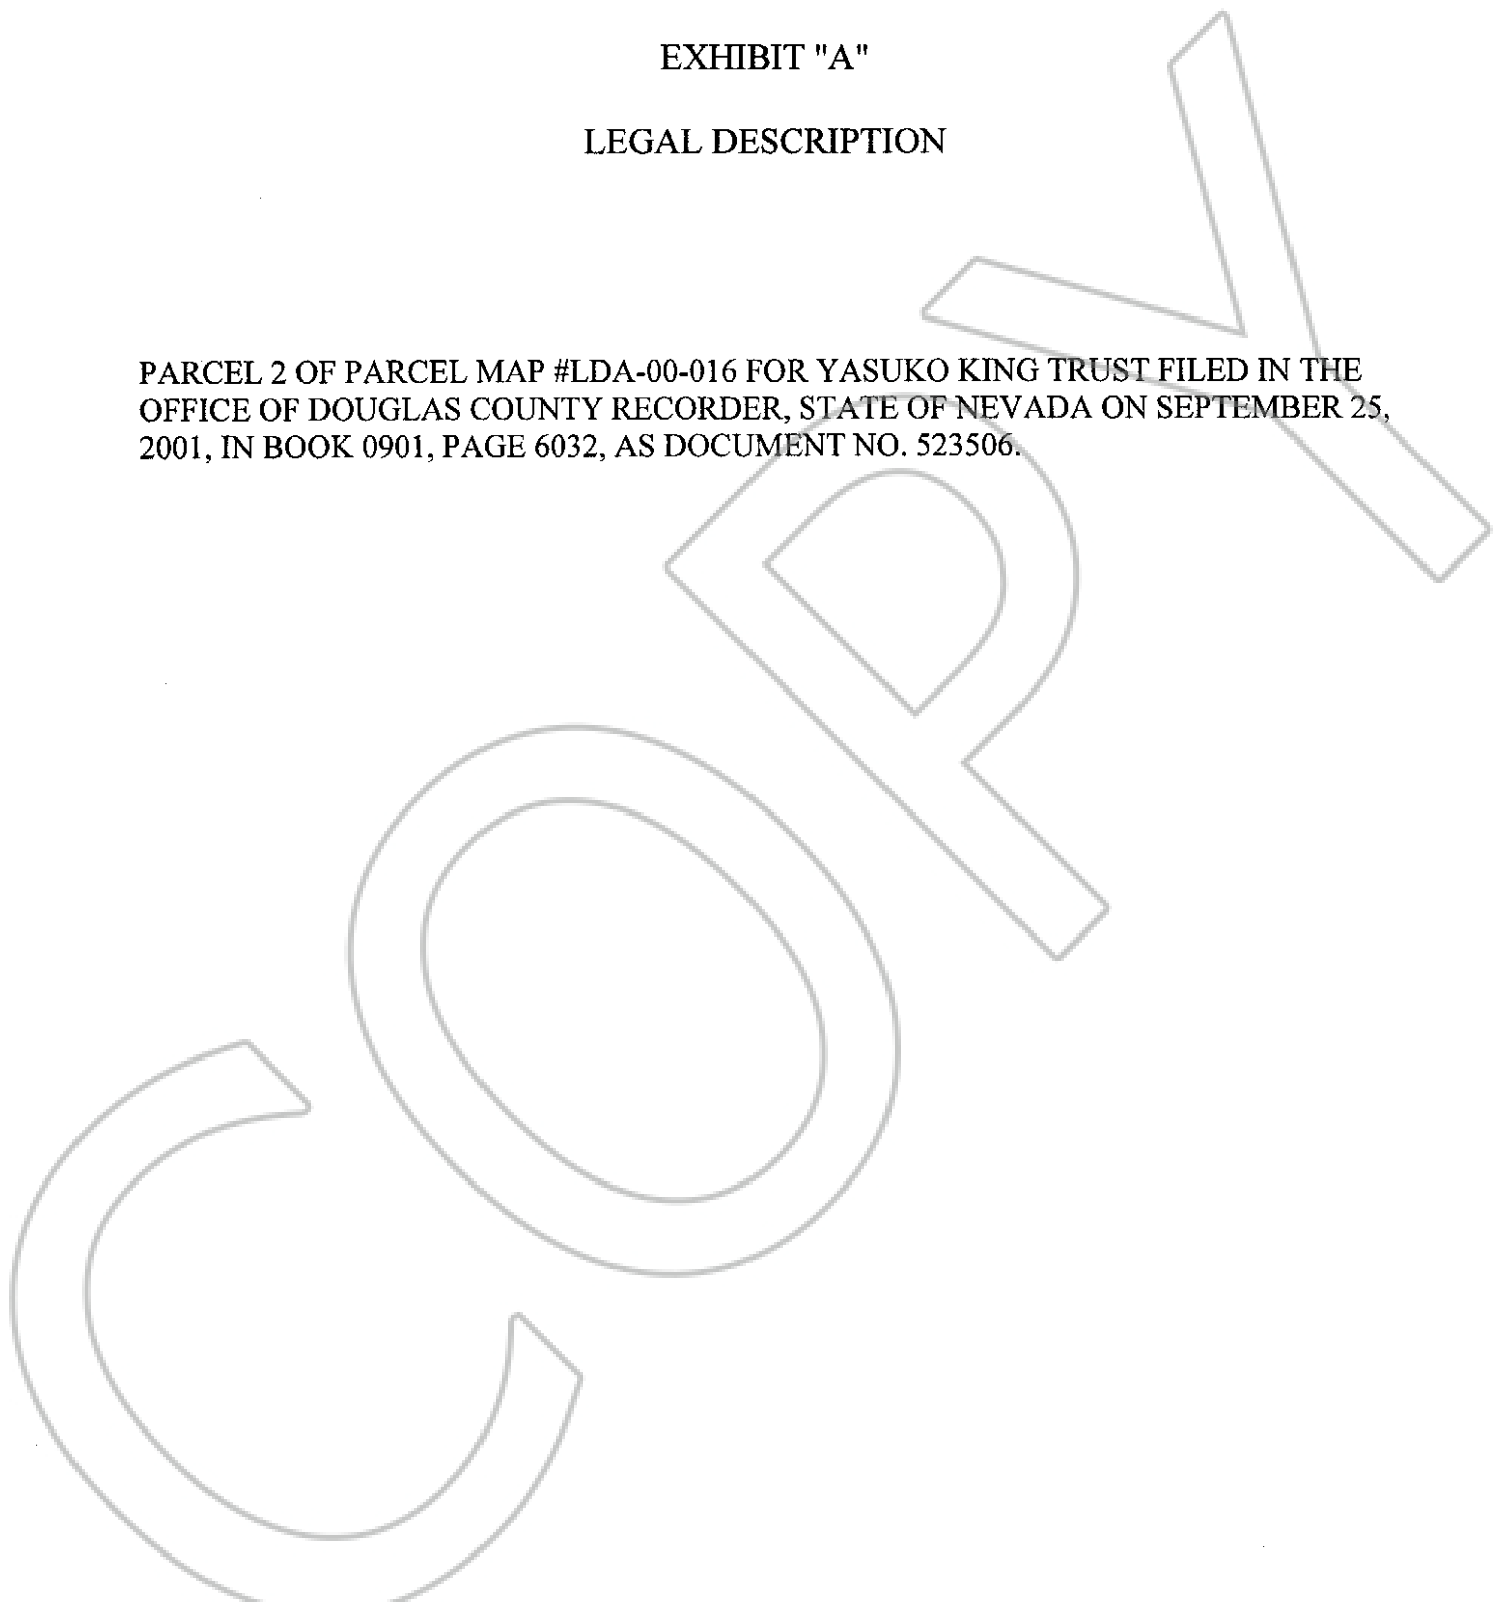 EXHIBIT "A"
LEGAL DESCRIPTION
PARCEL 2 OF PARCEL MAP #LDA-00-016 FOR YASUKO KING TRUST FILED IN THE
OFFICE OF DOUGLAS COUNTY RECORDER, STATE OF NEVADA ON SEPTEMBER 25,
2001, IN BOOK 0901, PAGE 6032, AS DOCUMENT NO. 523506.
COPY